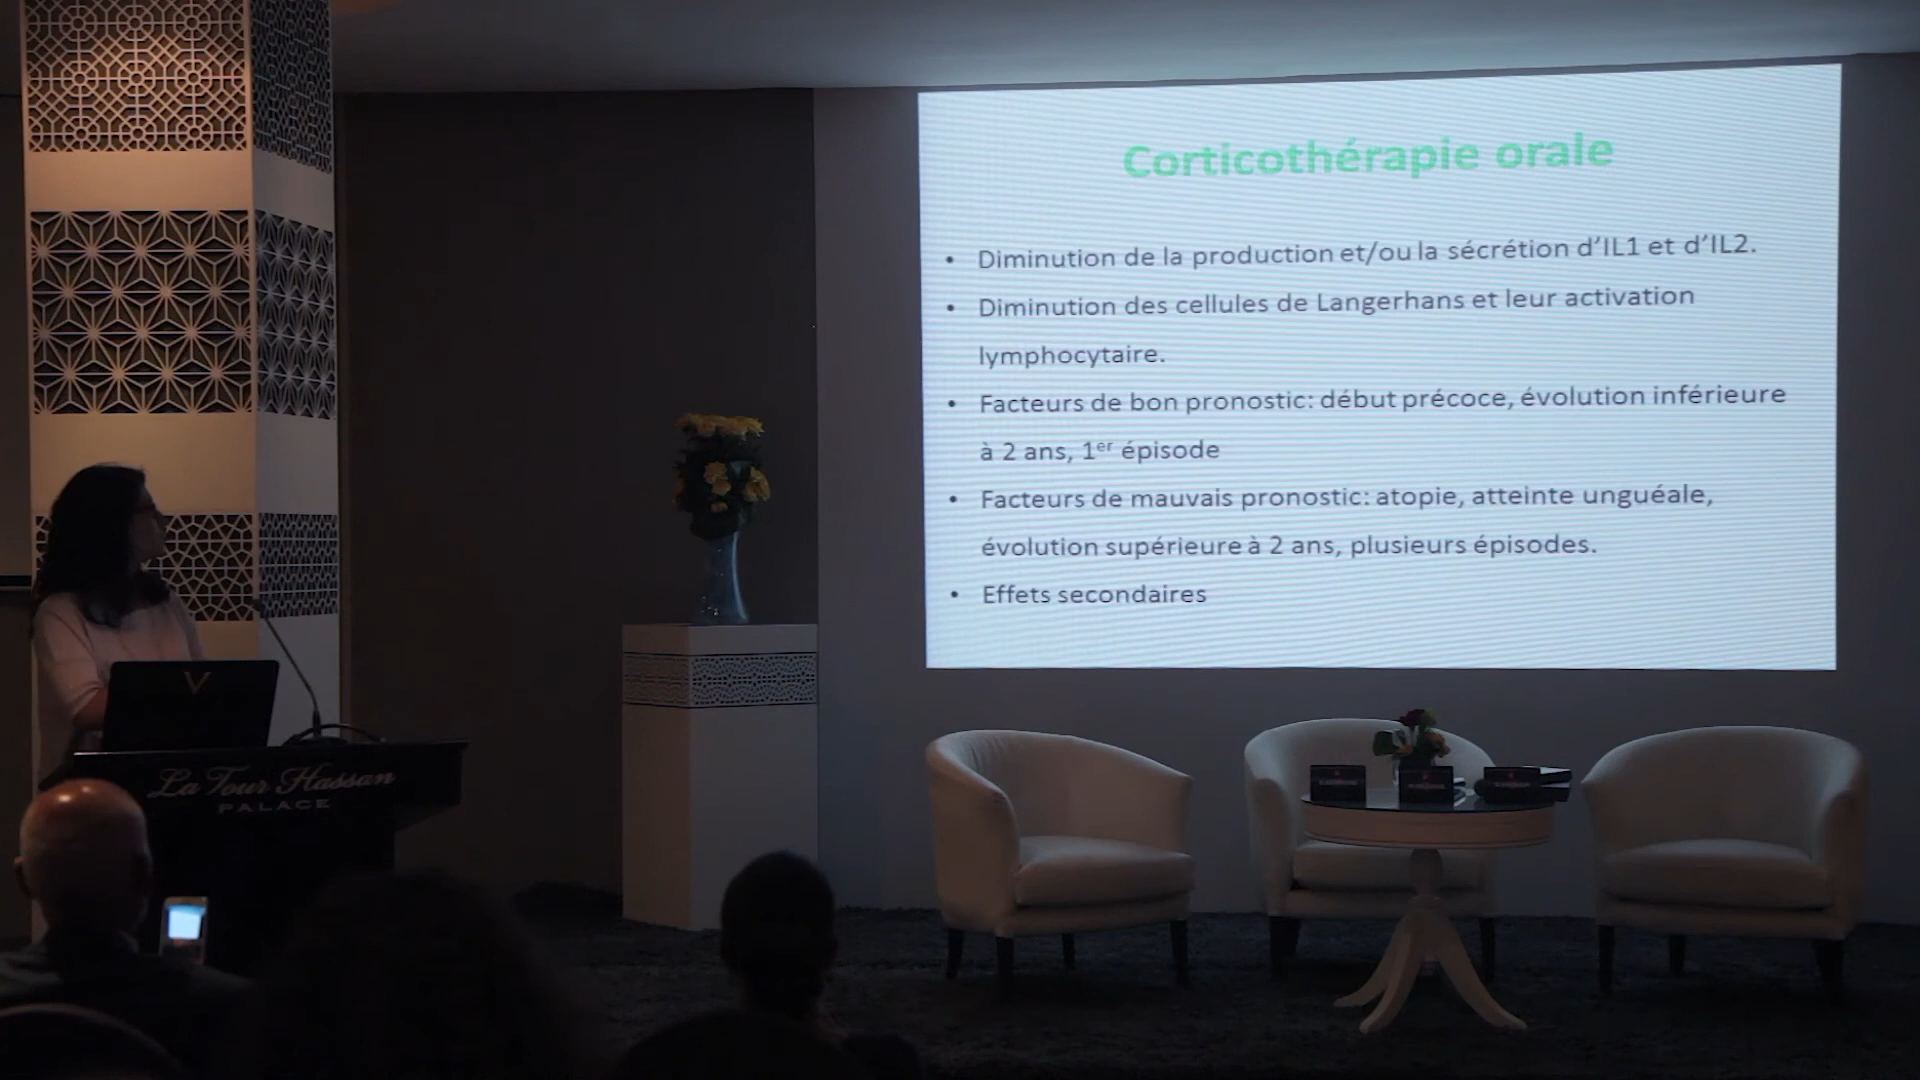 Corticothérapie orale
• Diminution de la production et/ou la sécrétion d'IL1 et d'IL2.
• Diminution des cellules de Langerhans et leur activation
lymphocytaire.
• Facteurs de bon pronostic: début précoce, évolution inférieure
à 2 ans, 1er épisode
• Facteurs de mauvais pronostic: atopie, atteinte unguéale,
évolution supérieure à 2 ans, plusieurs épisodes.
• Effets secondaires
La Tour Hassan
PALACE